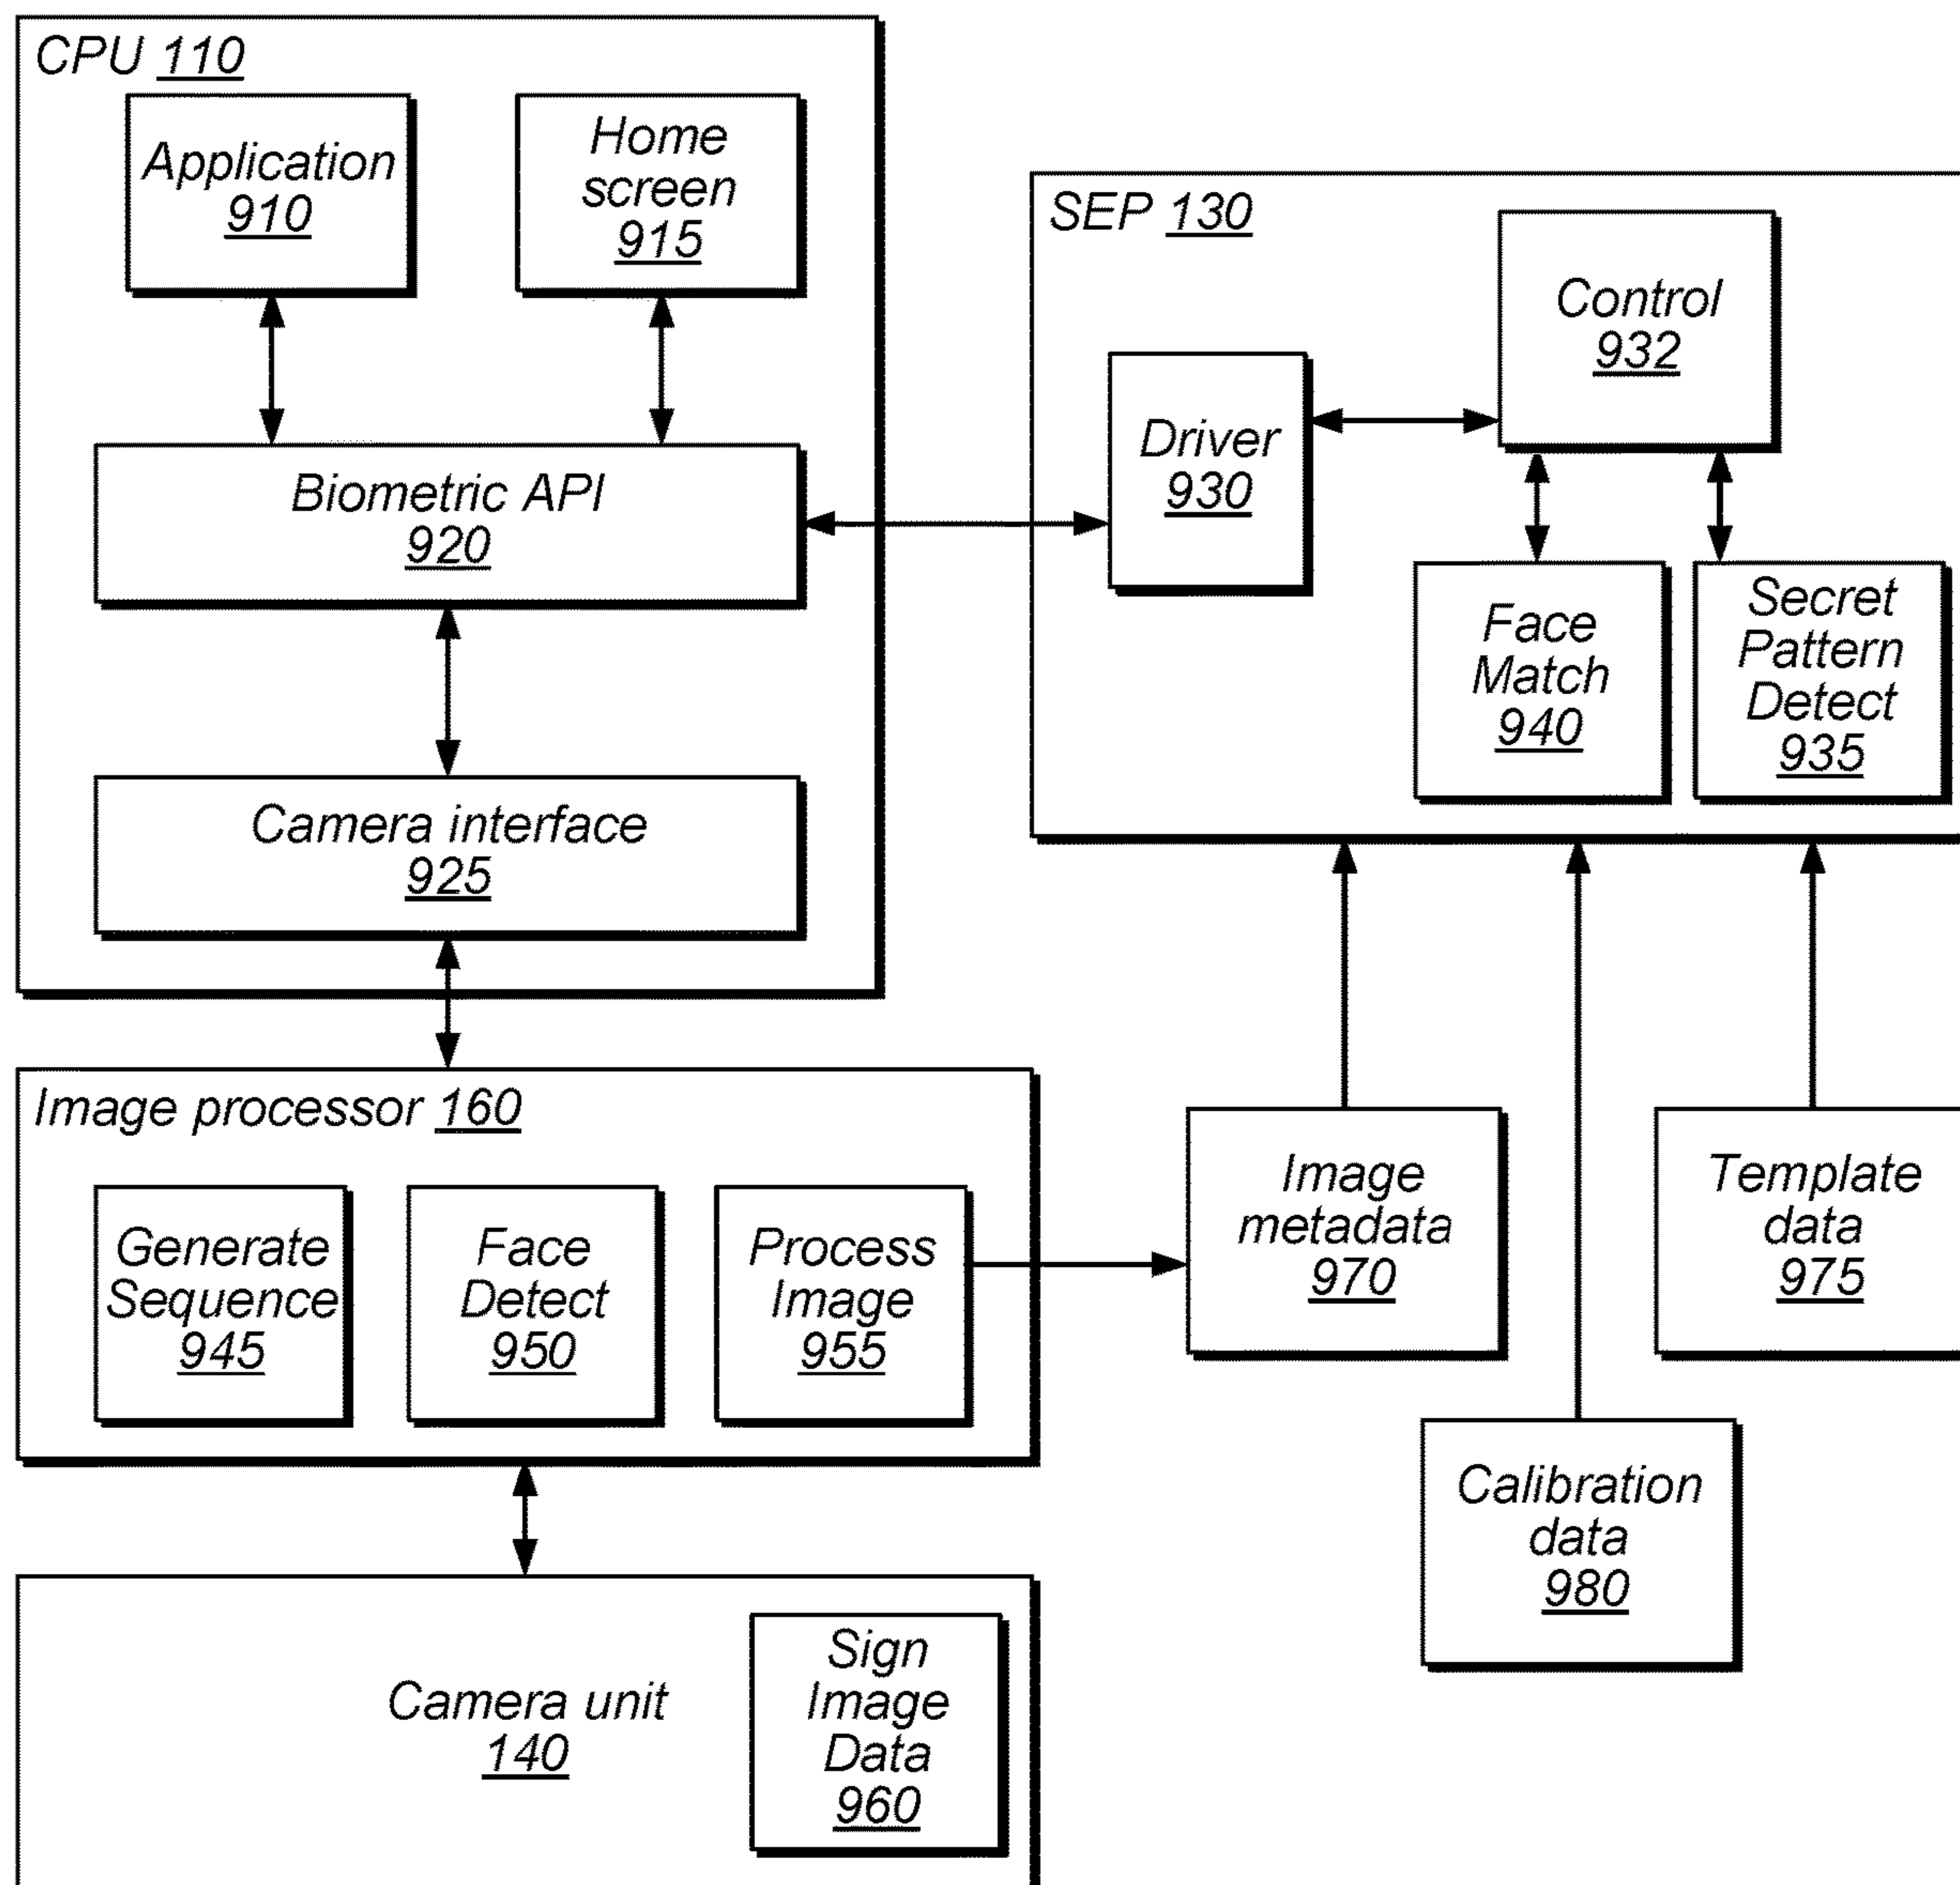 CPU 110
Application
910
Home
screen
915
Biometric API
920
Camera interface
925
SEP 130
Control
932
Driver
930
Face
Match
940
Secret
Pattern
Detect
935
Image processor 160
Generate
Sequence
945
Face
Detect
950
Process
Image
955
Image
metadata
970
Template
data
975
Calibration
data
980
Camera unit
140
Sign
Image
Data
960